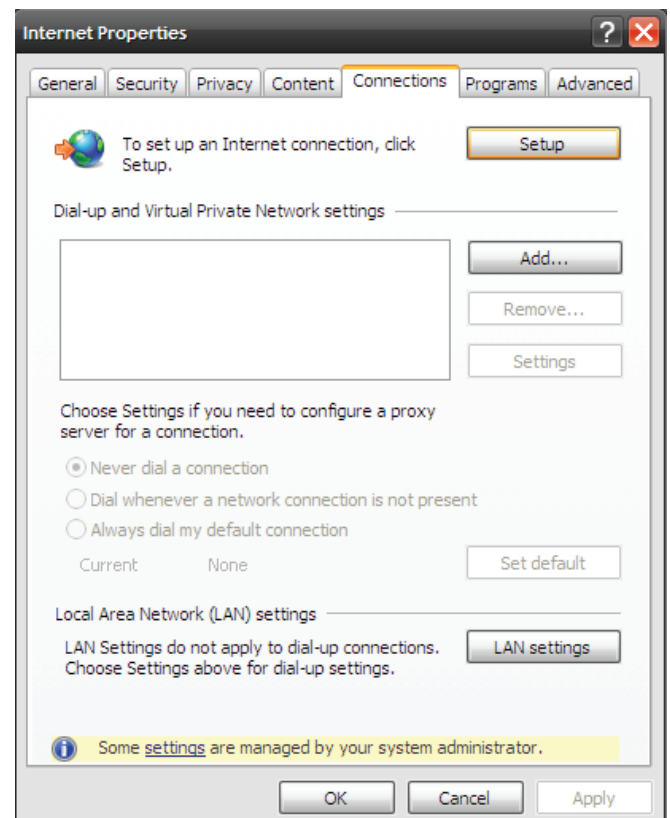 Internet Properties
?
General Security Privacy Content Connections Programs Advanced
To set up an Internet connection, click
Setup.
Setup
Dial-up and Virtual Private Network settings
Add...
Remove...
Settings
Choose Settings if you need to configure a proxy
server for a connection.
Never dial a connection
Dial whenever a network connection is not present
Always dial my default connection
Current None
Set default
Local Area Network (LAN) settings
LAN Settings do not apply to dial-up connections.
Choose Settings above for dial-up settings.
LAN settings
Some settings are managed by your system administrator.
OK Cancel Apply